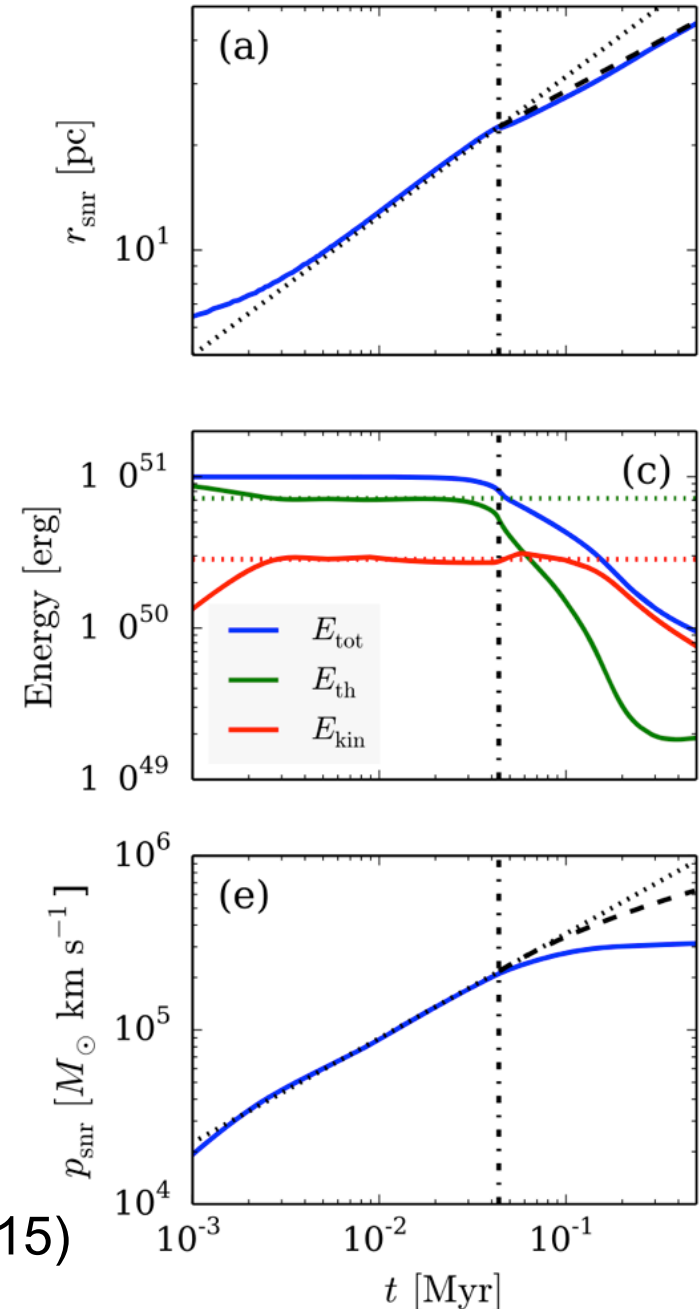 (a)
r_snr [pc]
10^1
(c)
Energy [erg]
1 0^51
1 0^50
1 0^49
E_tot
E_th
E_kin
(e)
p_snr [M_⊙ km s^−1]
10^6
10^5
10^4
15)
10^-3 10^-2 10^-1
t [Myr]